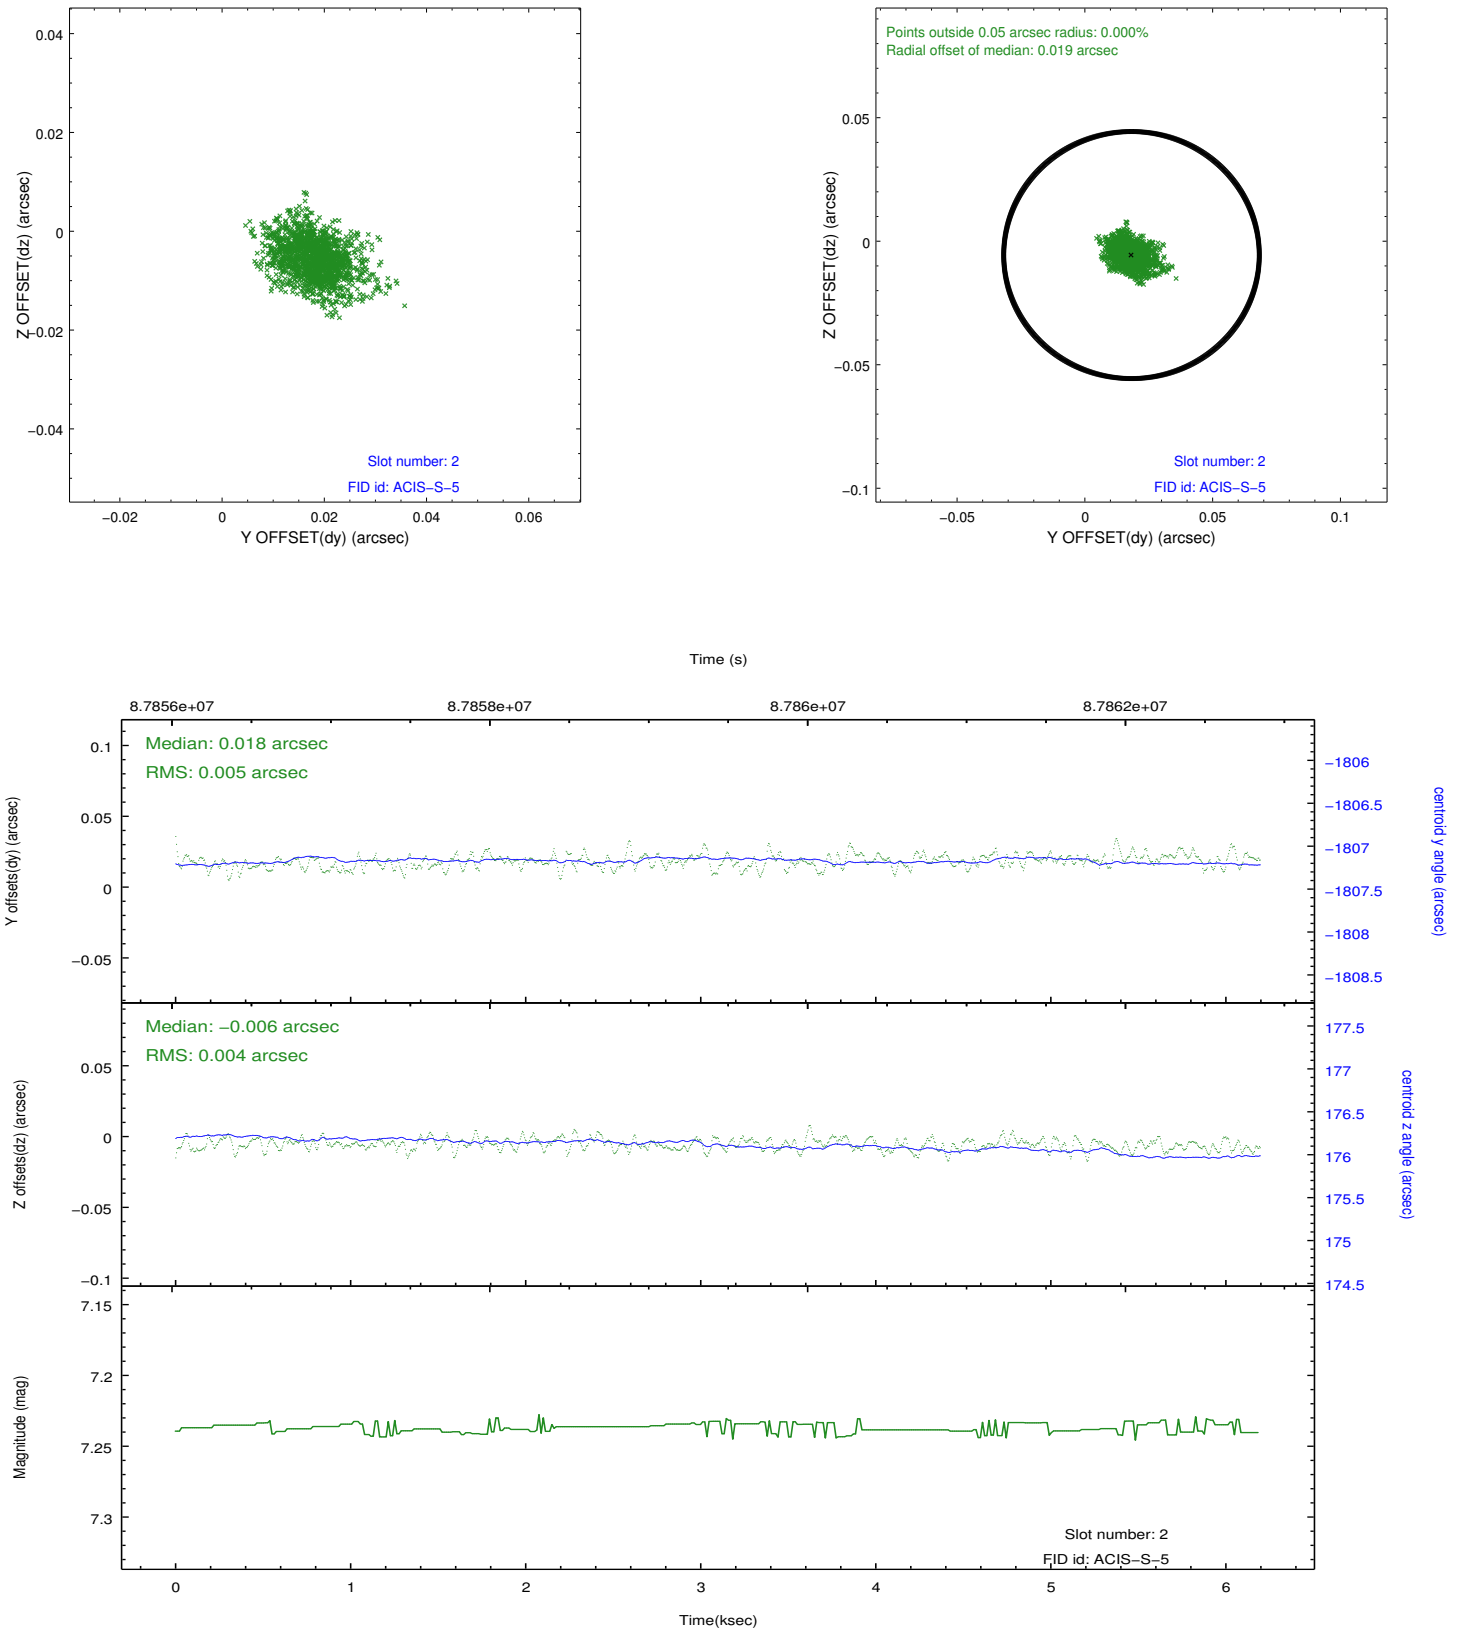 0.04
0.02
0
−0.02
−0.04
Z OFFSET(dz) (arcsec)
Slot number: 2
FID id: ACIS−S−5
−0.02
0
0.02
0.04
0.06
Y OFFSET(dy) (arcsec)
Points outside 0.05 arcsec radius: 0.000%
Radial offset of median: 0.019 arcsec
0.05
0
−0.05
−0.1
Z OFFSET(dz) (arcsec)
Slot number: 2
FID id: ACIS−S−5
−0.05
0
0.05
0.1
Y OFFSET(dy) (arcsec)
Time (s)
8.7856e+07
8.7858e+07
8.786e+07
8.7862e+07
Median: 0.018 arcsec
RMS: 0.005 arcsec
0.1
0.05
0
−0.05
Y offsets(dy) (arcsec)
−1806
−1806.5
−1807
−1807.5
−1808
−1808.5
centroid y angle (arcsec)
Median: −0.006 arcsec
RMS: 0.004 arcsec
0.05
0
−0.05
−0.1
Z offsets(dz) (arcsec)
177.5
177
176.5
176
175.5
175
174.5
centroid z angle (arcsec)
7.15
7.2
7.25
7.3
Magnitude (mag)
Slot number: 2
FID id: ACIS−S−5
0
1
2
3
4
5
6
Time(ksec)